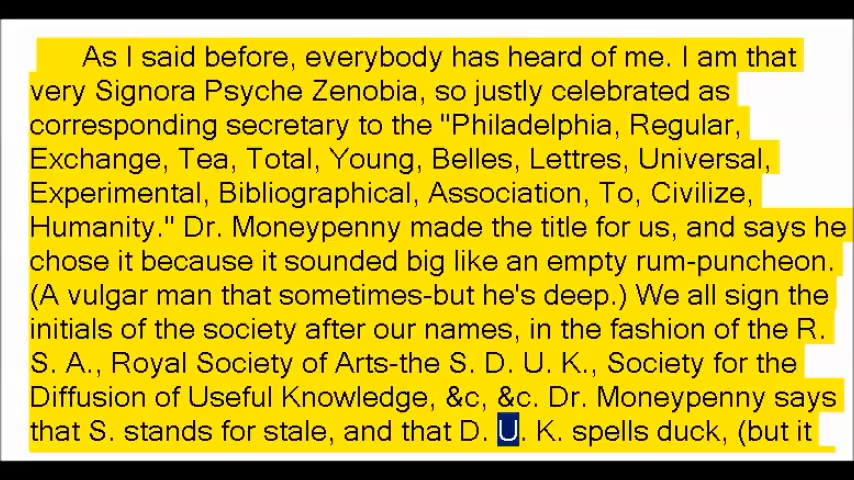 As I said before, everybody has heard of me. I am that
very Signora Psyche Zenobia, so justly celebrated as
corresponding secretary to the "Philadelphia, Regular,
Exchange, Tea, Total, Young, Belles, Lettres, Universal,
Experimental, Bibliographical, Association, To, Civilize,
Humanity." Dr. Moneypenny made the title for us, and says he
chose it because it sounded big like an empty rum-puncheon.
(A vulgar man that sometimes-but he's deep.) We all sign the
initials of the society after our names, in the fashion of the R.
S. A., Royal Society of Arts-the S. D. U. K., Society for the
Diffusion of Useful Knowledge, &c, &c. Dr. Moneypenny says
that S. stands for stale, and that D. U. K. spells duck, (but it